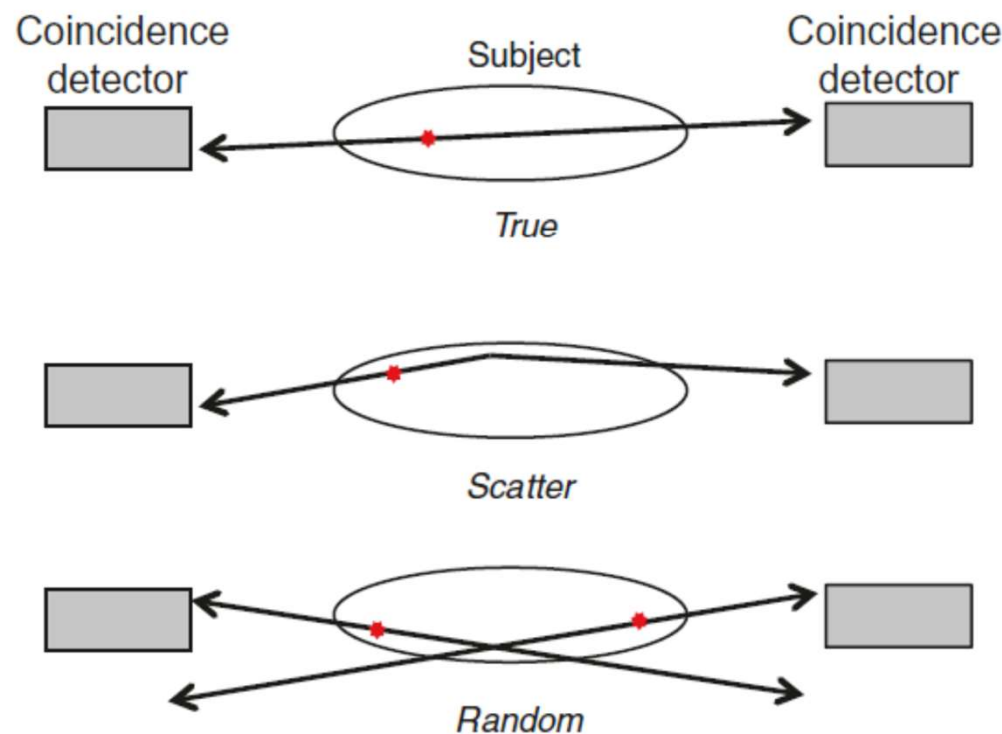 Coincidence
detector
Subject
Coincidence
detector
True
Scatter
Random